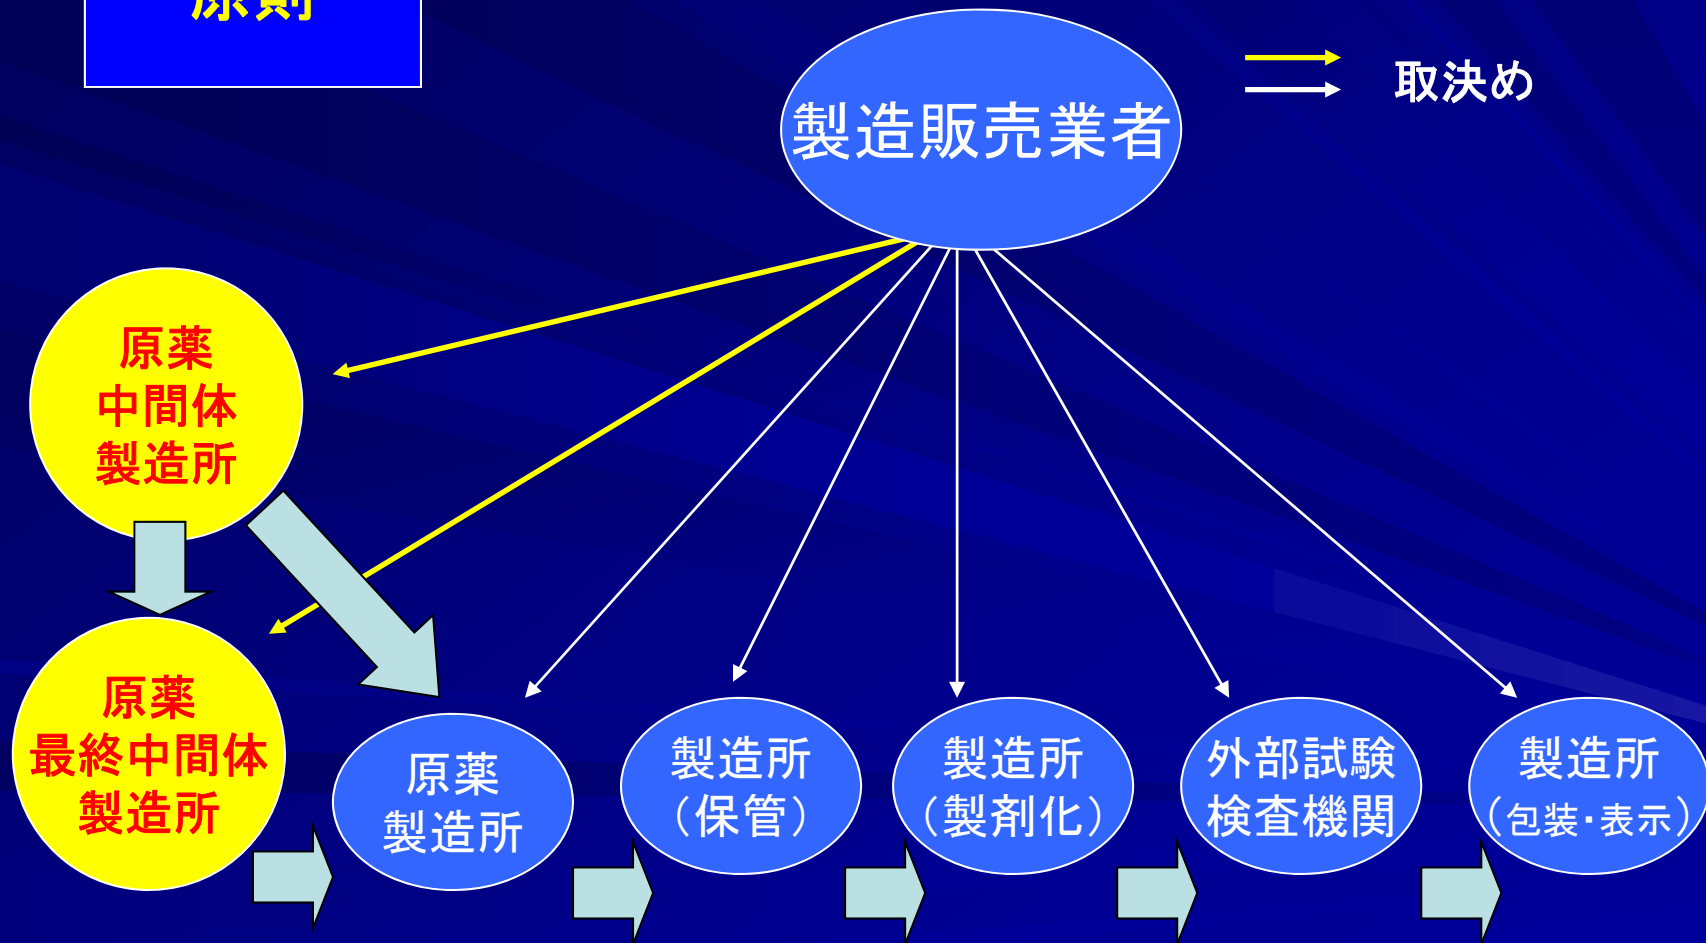 原則
製造販売業者
取決め
原薬
中間体
製造所
原薬
最終中間体
製造所
原薬
製造所
製造所
（保管）
製造所
（製剤化）
外部試験
検査機関
製造所
（包装・表示）